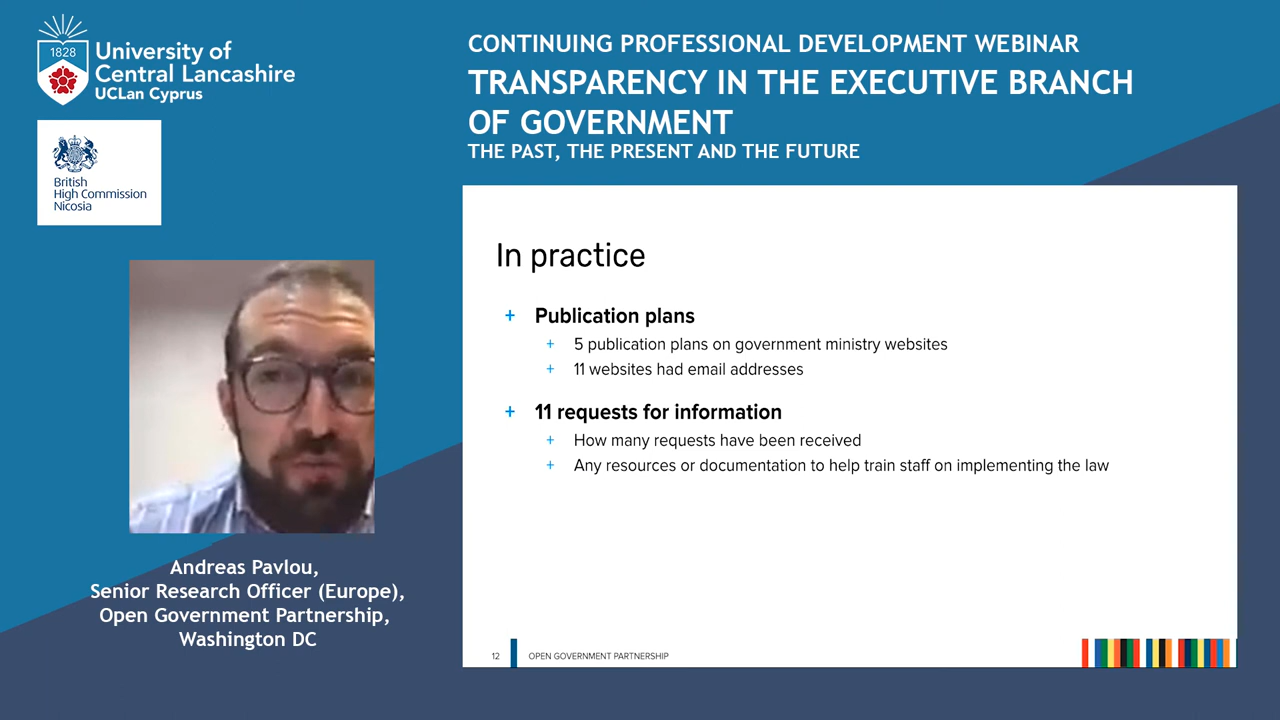 1828
University of
Central Lancashire
UCLan Cyprus
British
High Commission
Nicosia
CONTINUING PROFESSIONAL DEVELOPMENT WEBINAR
TRANSPARENCY IN THE EXECUTIVE BRANCH
OF GOVERNMENT
THE PAST, THE PRESENT AND THE FUTURE
In practice
+ Publication plans
+ 5 publication plans on government ministry websites
+ 11 websites had email addresses
+ 11 requests for information
+ How many requests have been received
+ Any resources or documentation to help train staff on implementing the law
12 OPEN GOVERNMENT PARTNERSHIP
Andreas Pavlou,
Senior Research Officer (Europe),
Open Government Partnership,
Washington DC